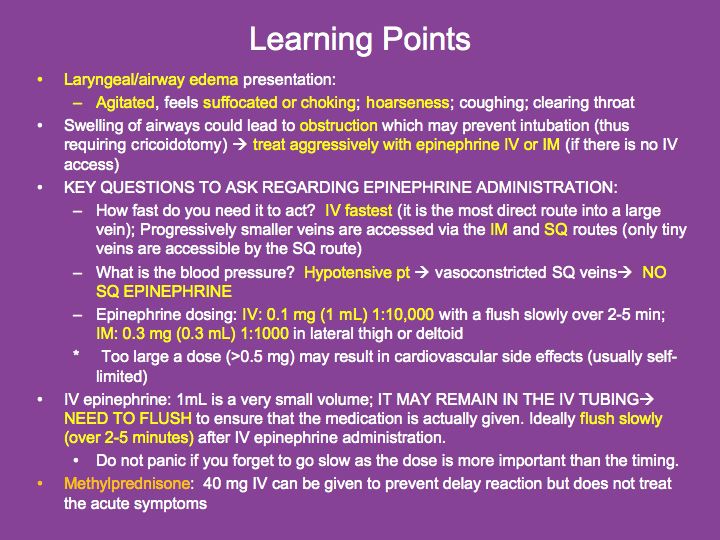 Learning Points
• Laryngeal/airway edema presentation:
– Agitated, feels suffocated or choking; hoarseness; coughing; clearing throat
• Swelling of airways could lead to obstruction which may prevent intubation (thus
requiring cricoidotomy) → treat aggressively with epinephrine IV or IM (if there is no IV
access)
• KEY QUESTIONS TO ASK REGARDING EPINEPHRINE ADMINISTRATION:
– How fast do you need it to act? IV fastest (it is the most direct route into a large
vein); Progressively smaller veins are accessed via the IM and SQ routes (only tiny
veins are accessible by the SQ route)
– What is the blood pressure? Hypotensive pt → vasoconstricted SQ veins→ NO
SQ EPINEPHRINE
– Epinephrine dosing: IV: 0.1 mg (1 mL) 1:10,000 with a flush slowly over 2-5 min;
IM: 0.3 mg (0.3 mL) 1:1000 in lateral thigh or deltoid
* Too large a dose (>0.5 mg) may result in cardiovascular side effects (usually self-
limited)
• IV epinephrine: 1mL is a very small volume; IT MAY REMAIN IN THE IV TUBING→
NEED TO FLUSH to ensure that the medication is actually given. Ideally flush slowly
(over 2-5 minutes) after IV epinephrine administration.
• Do not panic if you forget to go slow as the dose is more important than the timing.
• Methylprednisone: 40 mg IV can be given to prevent delay reaction but does not treat
the acute symptoms